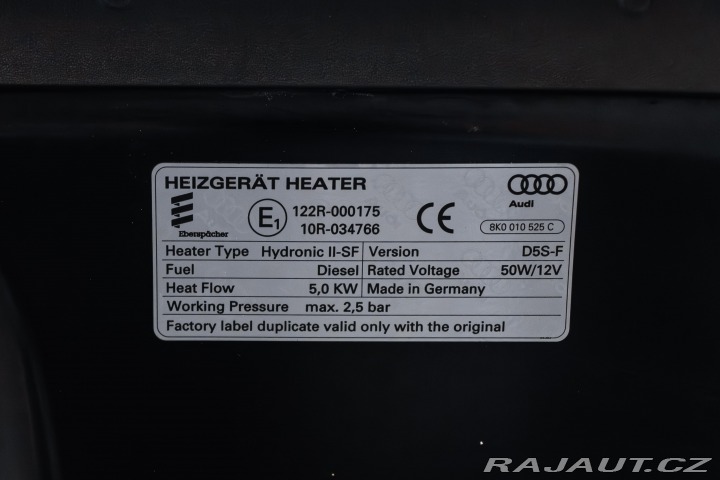 HEIZGERÄT HEATER
Audi
Eberspächer
E1
122R-000175
10R-034766
CE
8K0 010 525 C
Heater Type Hydronic II-SF Version D5S-F
Fuel Diesel Rated Voltage 50W/12V
Heat Flow 5,0 KW Made in Germany
Working Pressure max. 2,5 bar
Factory label duplicate valid only with the original
RAJAUT.CZ